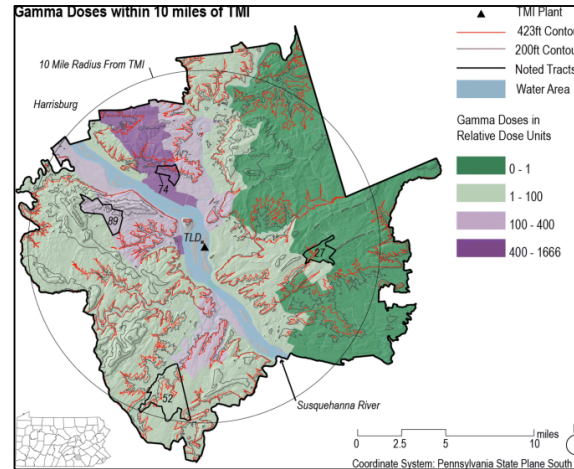 Gamma Doses within 10 miles of TMI
10 Mile Radius From TMI
Harrisburg
74
89
TLD
27
52
Susquehanna River
TMI Plant
423ft Contou
200ft Contou
Noted Tracts
Water Area
Gamma Doses in
Relative Dose Units
0 - 1
1 - 100
100 - 400
400 - 1666
0 2.5 5 10
miles
Coordinate System: Pennsylvania State Plane South